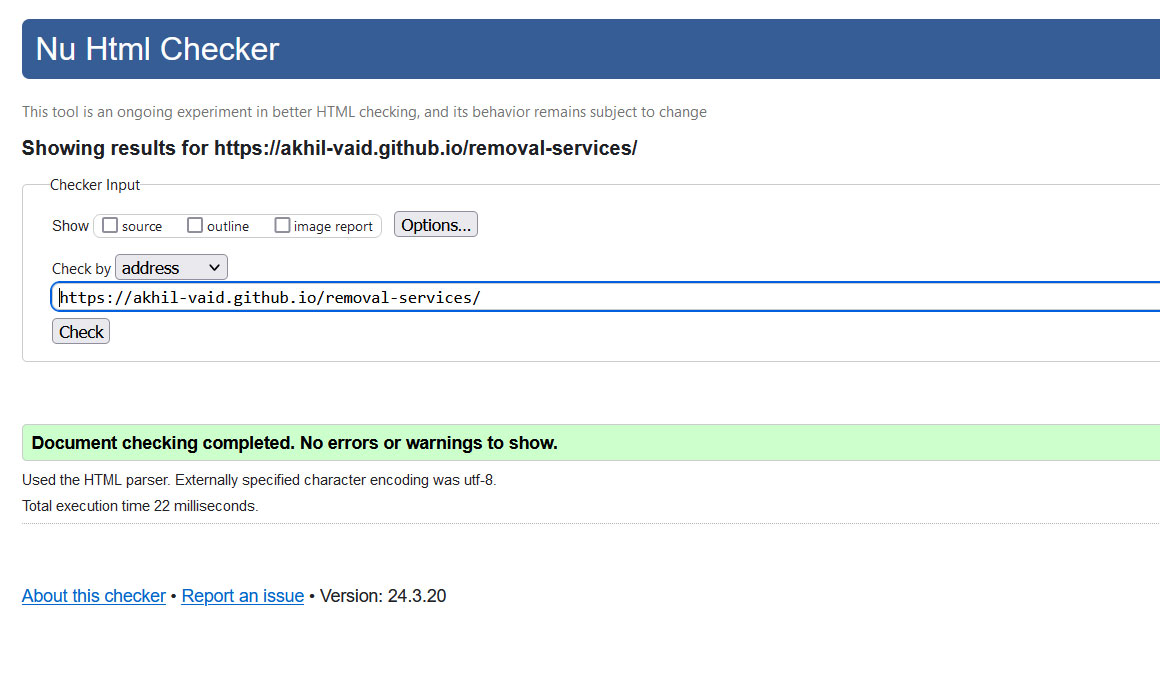 Nu Html Checker
This tool is an ongoing experiment in better HTML checking, and its behavior remains subject to change
Showing results for https://akhil-vaid.github.io/removal-services/
Checker Input
Show source outline image report Options...
Check by address
https://akhil-vaid.github.io/removal-services/
Check
Document checking completed. No errors or warnings to show.
Used the HTML parser. Externally specified character encoding was utf-8.
Total execution time 22 milliseconds.
About this checker • Report an issue • Version: 24.3.20